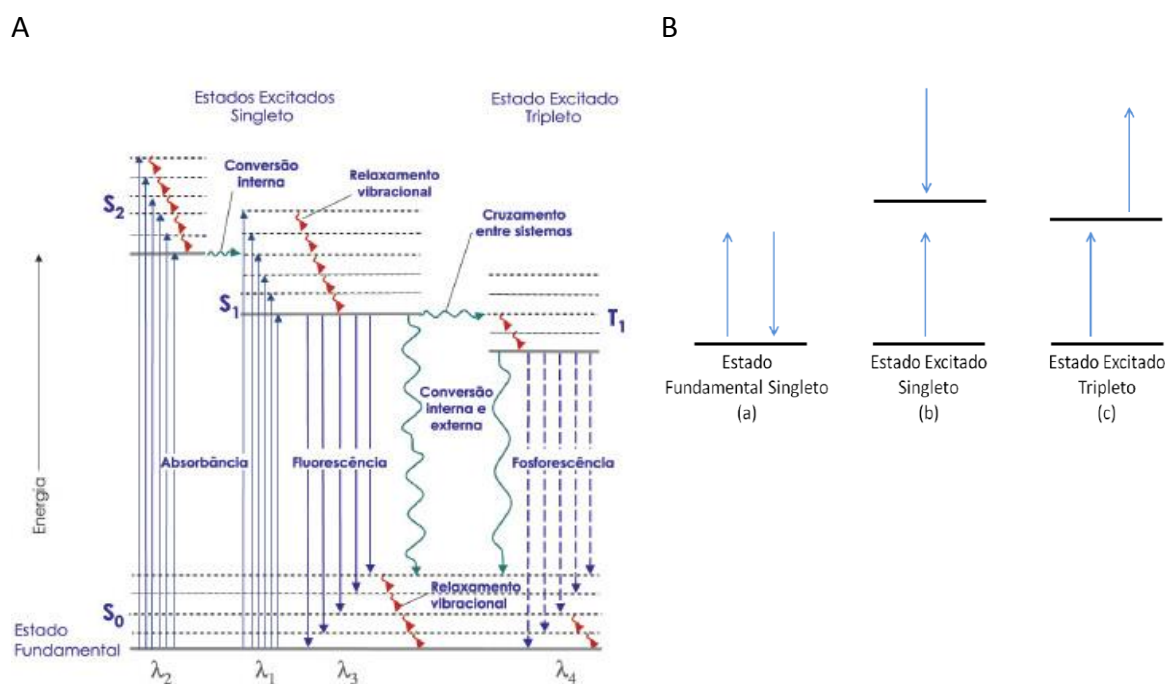 A
B
Estados Excitados
Singleto
Estado Excitado
Tripleto
Conversão
interna
Relaxamento
vibracional
Cruzamento
entre sistemas
S2
S1
T1
Energia
Conversão
interna e
externa
Absorbância
Fluorescência
Fosforescência
Relaxamento
vibracional
S0
Estado
Fundamental
λ2
λ1
λ3
λ4
Estado
Fundamental Singleto
(a)
Estado Excitado
Singleto
(b)
Estado Excitado
Tripleto
(c)